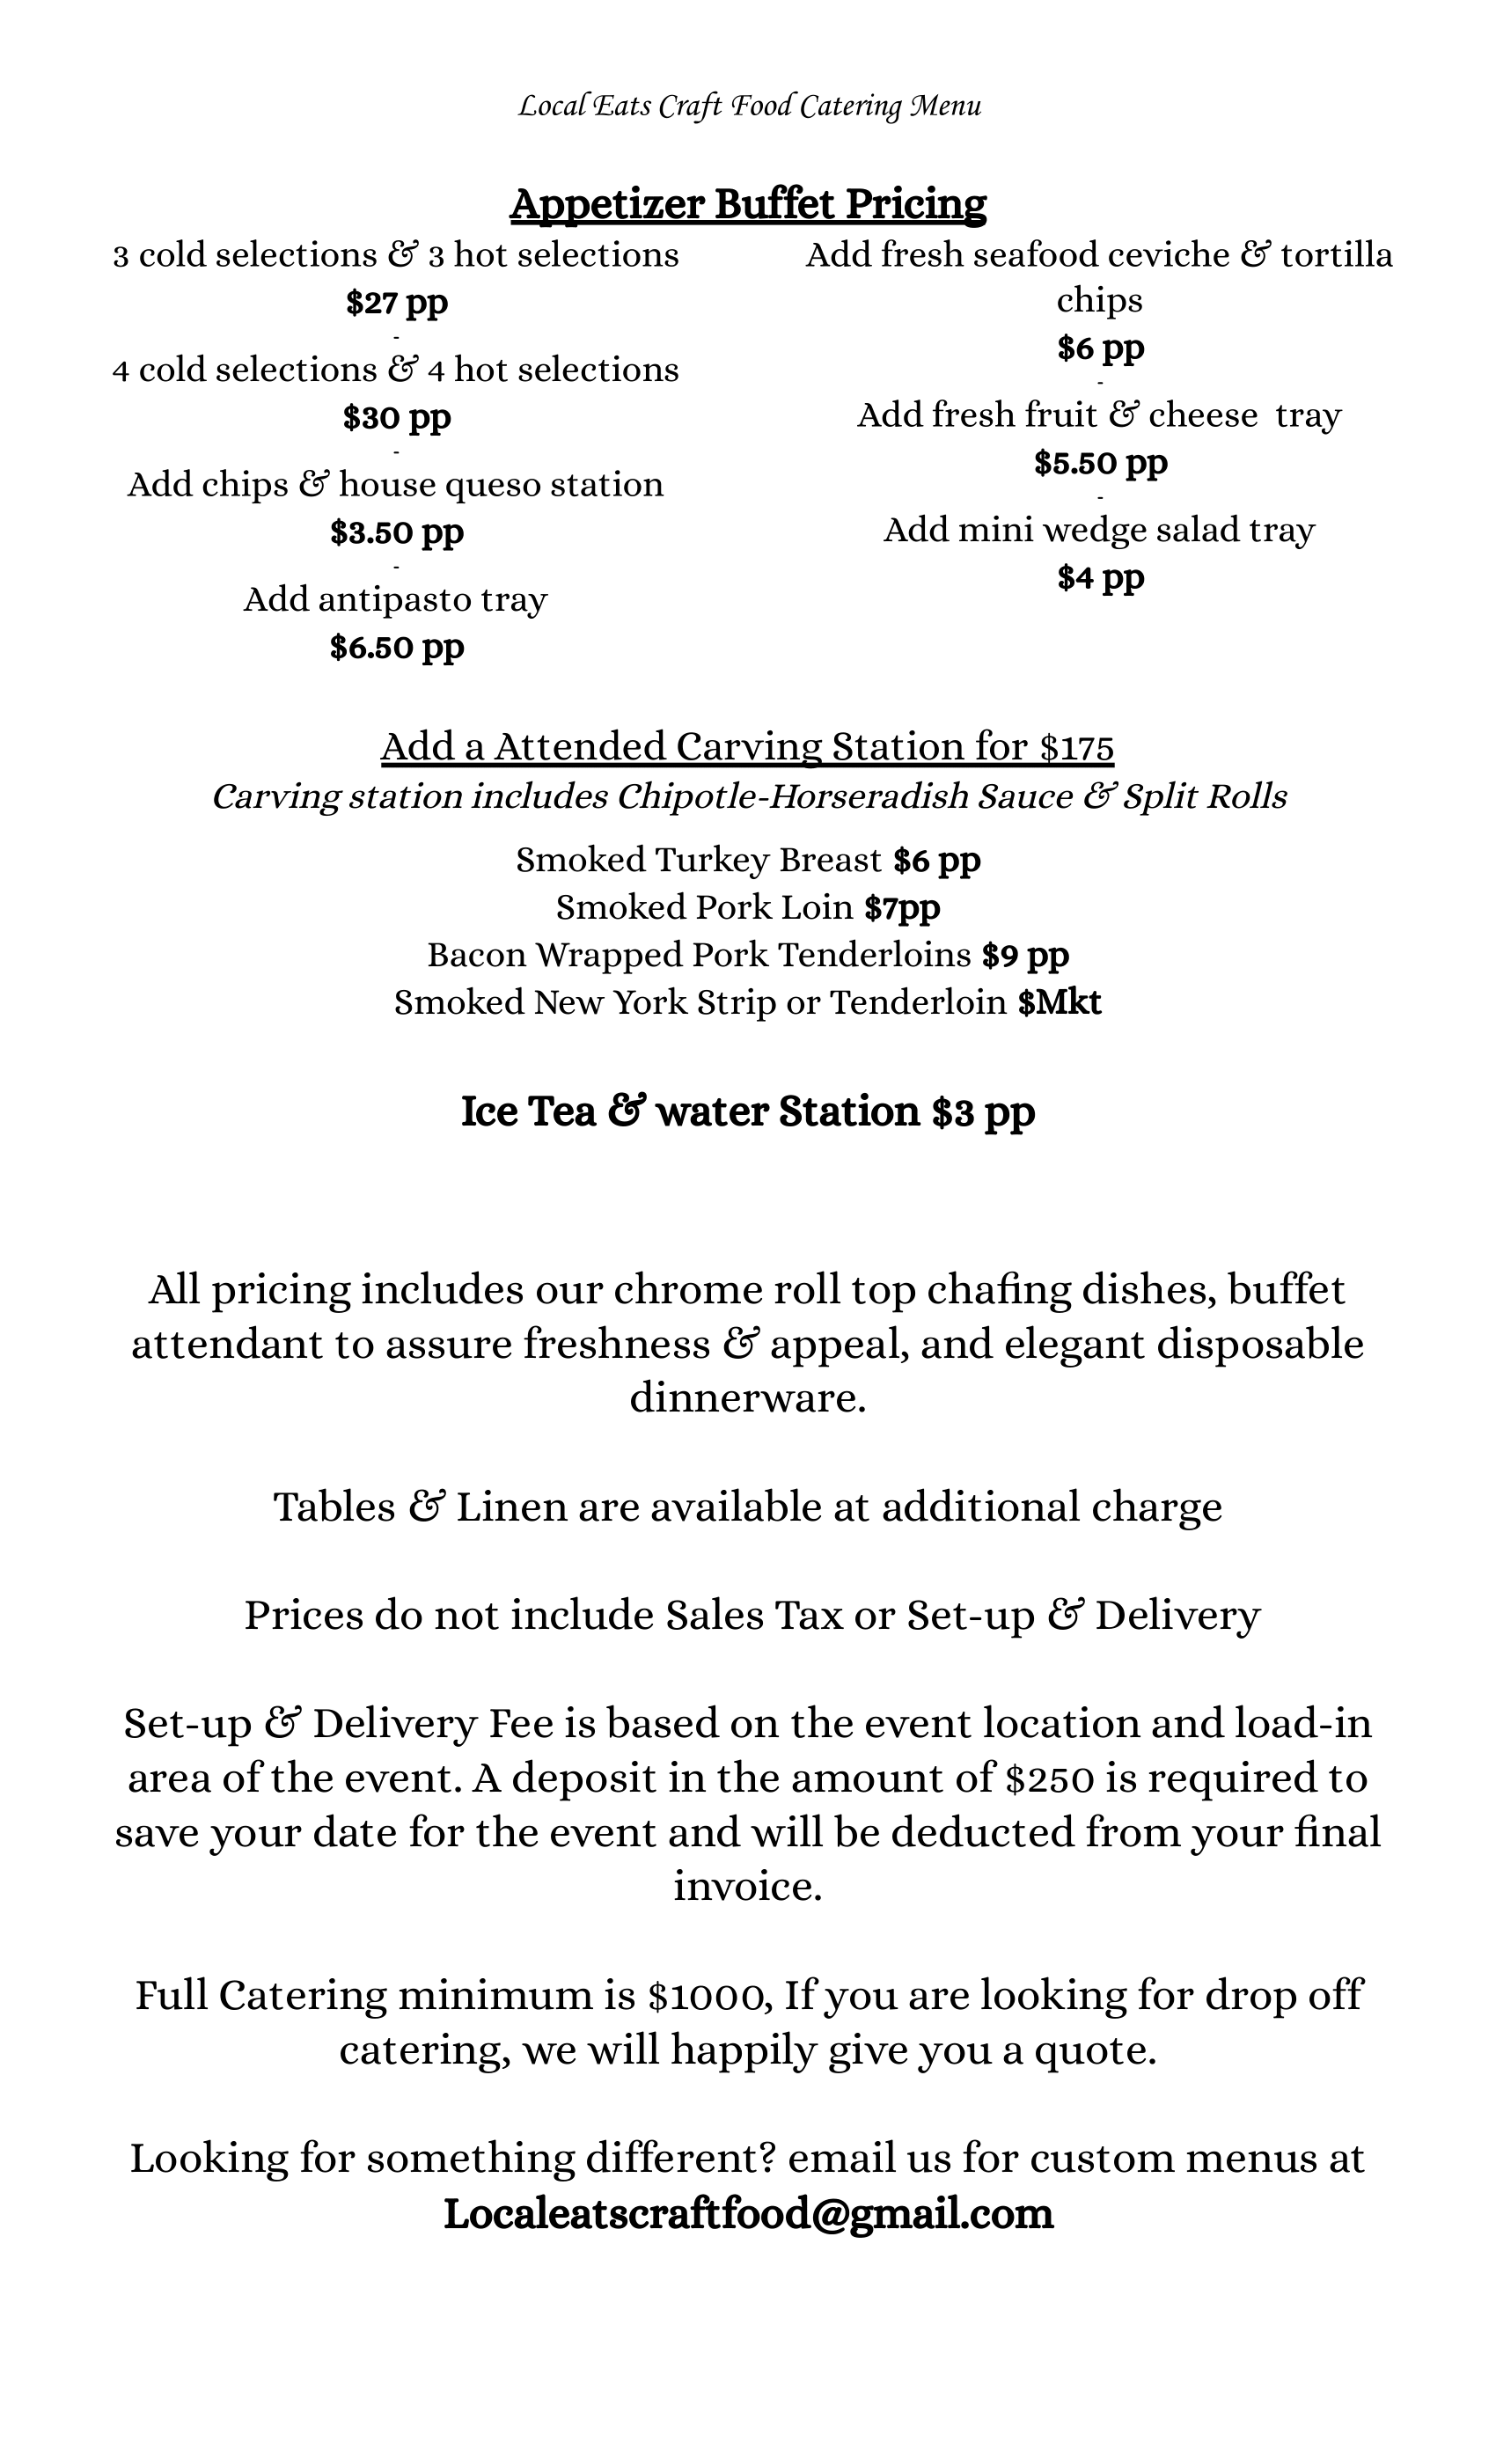 Local Eats Craft Food Catering Menu
Appetizer Buffet Pricing
3 cold selections & 3 hot selections
$27 pp
-
4 cold selections & 4 hot selections
$30 pp
-
Add chips & house queso station
$3.50 pp
-
Add antipasto tray
$6.50 pp
Add fresh seafood ceviche & tortilla
chips
$6 pp
-
Add fresh fruit & cheese  tray
$5.50 pp
-
Add mini wedge salad tray
$4 pp
Add a Attended Carving Station for $175
Carving station includes Chipotle-Horseradish Sauce & Split Rolls
Smoked Turkey Breast $6 pp
Smoked Pork Loin $7pp
Bacon Wrapped Pork Tenderloins $9 pp
Smoked New York Strip or Tenderloin $Mkt
Ice Tea & water Station $3 pp
All pricing includes our chrome roll top chafing dishes, buffet
attendant to assure freshness & appeal, and elegant disposable
dinnerware.
Tables & Linen are available at additional charge
Prices do not include Sales Tax or Set-up & Delivery
Set-up & Delivery Fee is based on the event location and load-in
area of the event. A deposit in the amount of $250 is required to
save your date for the event and will be deducted from your final
invoice.
Full Catering minimum is $1000, If you are looking for drop off
catering, we will happily give you a quote.
Looking for something different? email us for custom menus at
Localeatscraftfood@gmail.com